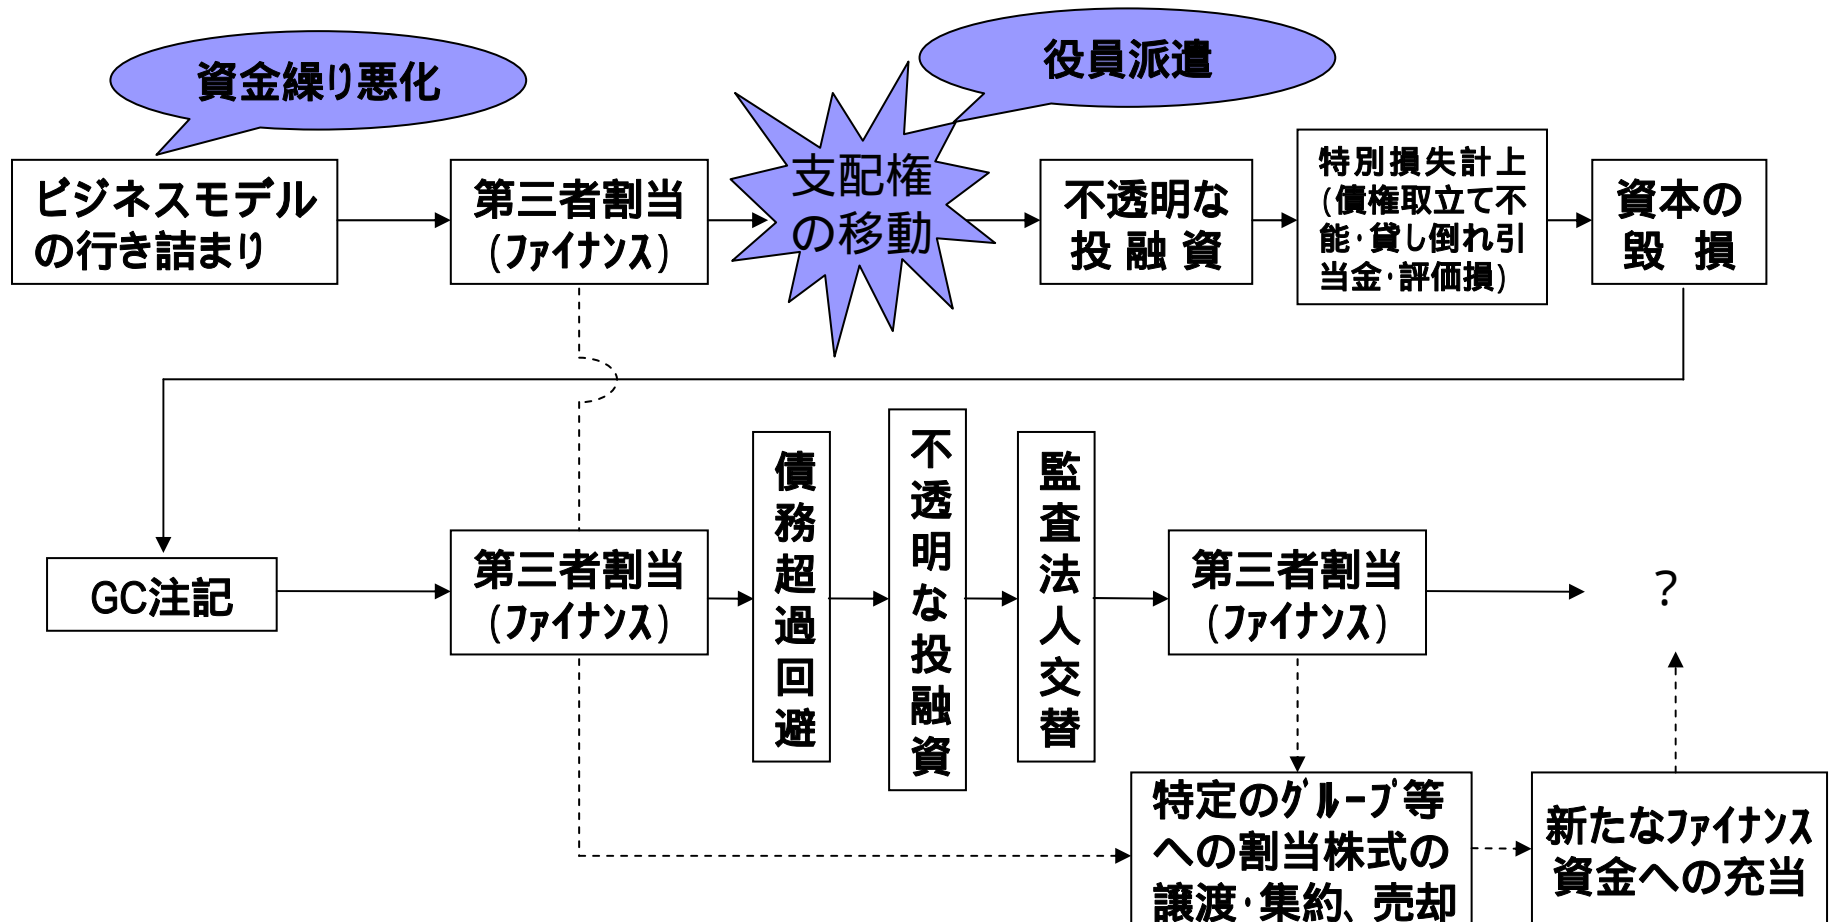 資金繰り悪化
役員派遣
ビジネスモデル
の行き詰まり
第三者割当
(ファイナンス)
支配権
の移動
不透明な
投 融 資
特別損失計上
(債権取立て不
能・貸し倒れ引
当金・評価損)
資本の
毀 損
GC注記
第三者割当
(ファイナンス)
債務超過回避
不透明な投融資
監査法人交替
第三者割当
(ファイナンス)
?
特定のグループ等
への割当株式の
譲渡・集約、売却
新たなファイナンス
資金への充当